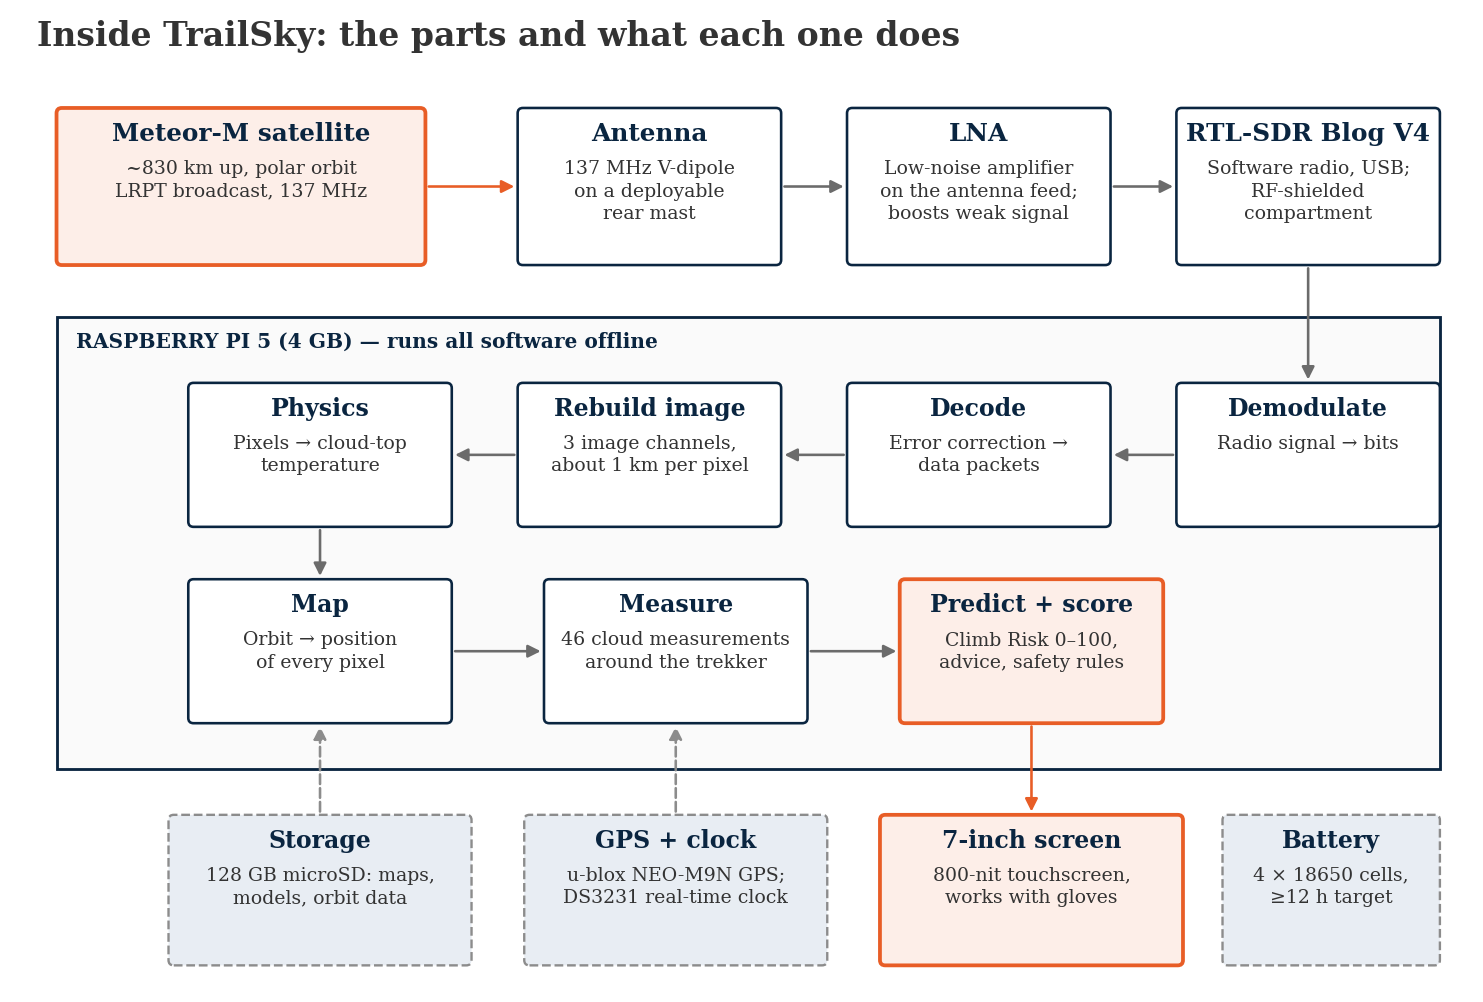 Inside TrailSky: the parts and what each one does
Meteor-M satellite
~830 km up, polar orbit
LRPT broadcast, 137 MHz
Antenna
137 MHz V-dipole
on a deployable
rear mast
LNA
Low-noise amplifier
on the antenna feed;
boosts weak signal
RTL-SDR Blog V4
Software radio, USB;
RF-shielded
compartment
RASPBERRY PI 5 (4 GB) — runs all software offline
Physics
Pixels → cloud-top
temperature
Rebuild image
3 image channels,
about 1 km per pixel
Decode
Error correction →
data packets
Demodulate
Radio signal → bits
Map
Orbit → position
of every pixel
Measure
46 cloud measurements
around the trekker
Predict + score
Climb Risk 0–100,
advice, safety rules
Storage
128 GB microSD: maps,
models, orbit data
GPS + clock
u-blox NEO-M9N GPS;
DS3231 real-time clock
7-inch screen
800-nit touchscreen,
works with gloves
Battery
4 × 18650 cells,
≥12 h target